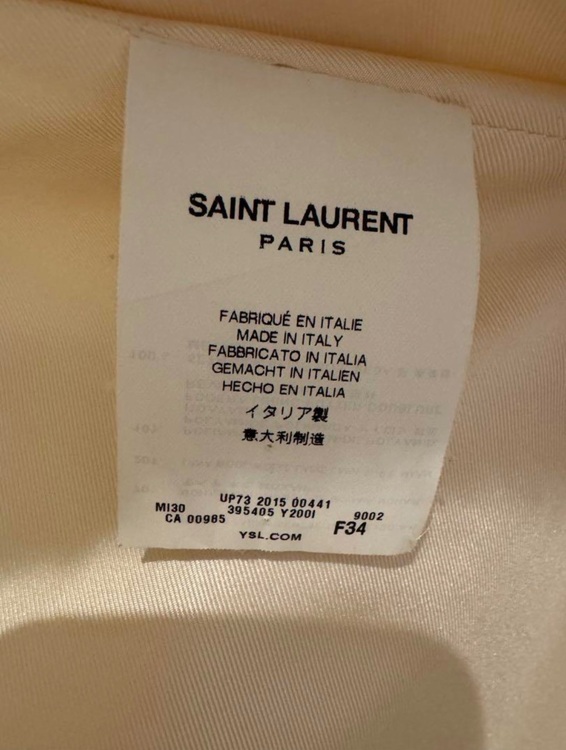 SAINT LAURENT
PARIS
FABRIQUÉ EN ITALIE
MADE IN ITALY
FABBRICATO IN ITALIA
GEMACHT IN ITALIEN
HECHO EN ITALIA
イタリア製
意大利制造
UP73 2015 00441
MI30 395405 Y200I 9002
CA 00985 F34
YSL.COM